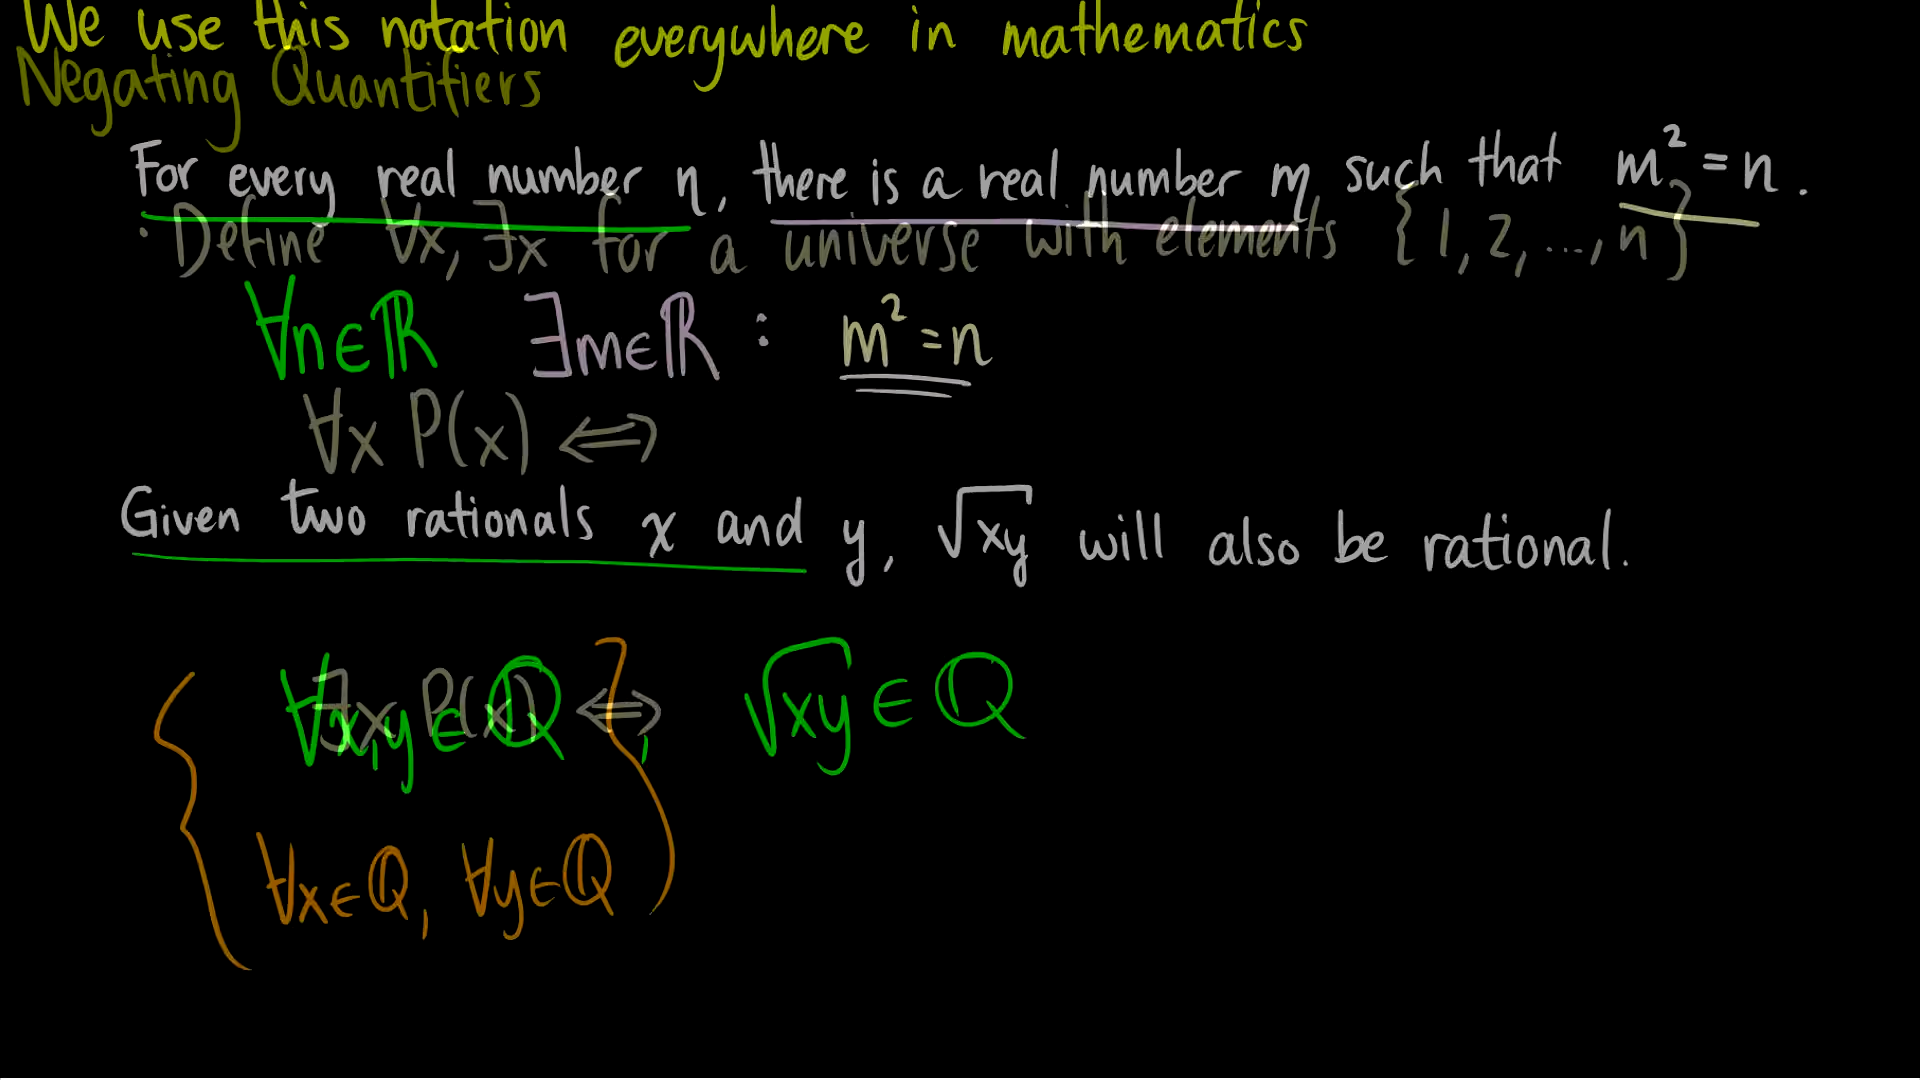 We use this notation everywhere in mathematics
Negating Quantifiers
For every real number n, there is a real number m such that m² = n.
· Define ∀x, ∃x for a universe with elements {1, 2, ..., n}
∀n∈ℝ ∃m∈ℝ : m² = n
∀x P(x) ⟺
Given two rationals x and y, √xy will also be rational.
∀x,y∈ℚ, √xy ∈ ℚ
∃x P(x) ⟺
∀x∈ℚ, ∀y∈ℚ